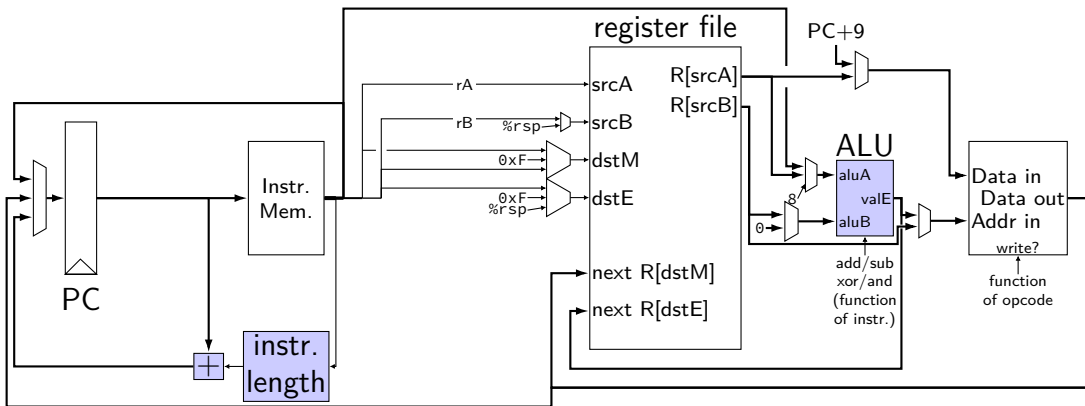 register file
PC+9
rA
srcA
R[srcA]
R[srcB]
rB
%rsp
srcB
0xF
dstM
0xF
%rsp
dstE
ALU
aluA
valE
aluB
8
0
Instr.
Mem.
Data in
Data out
Addr in
write?
add/sub
xor/and
(function
of instr.)
function
of opcode
PC
next R[dstM]
next R[dstE]
+
instr.
length